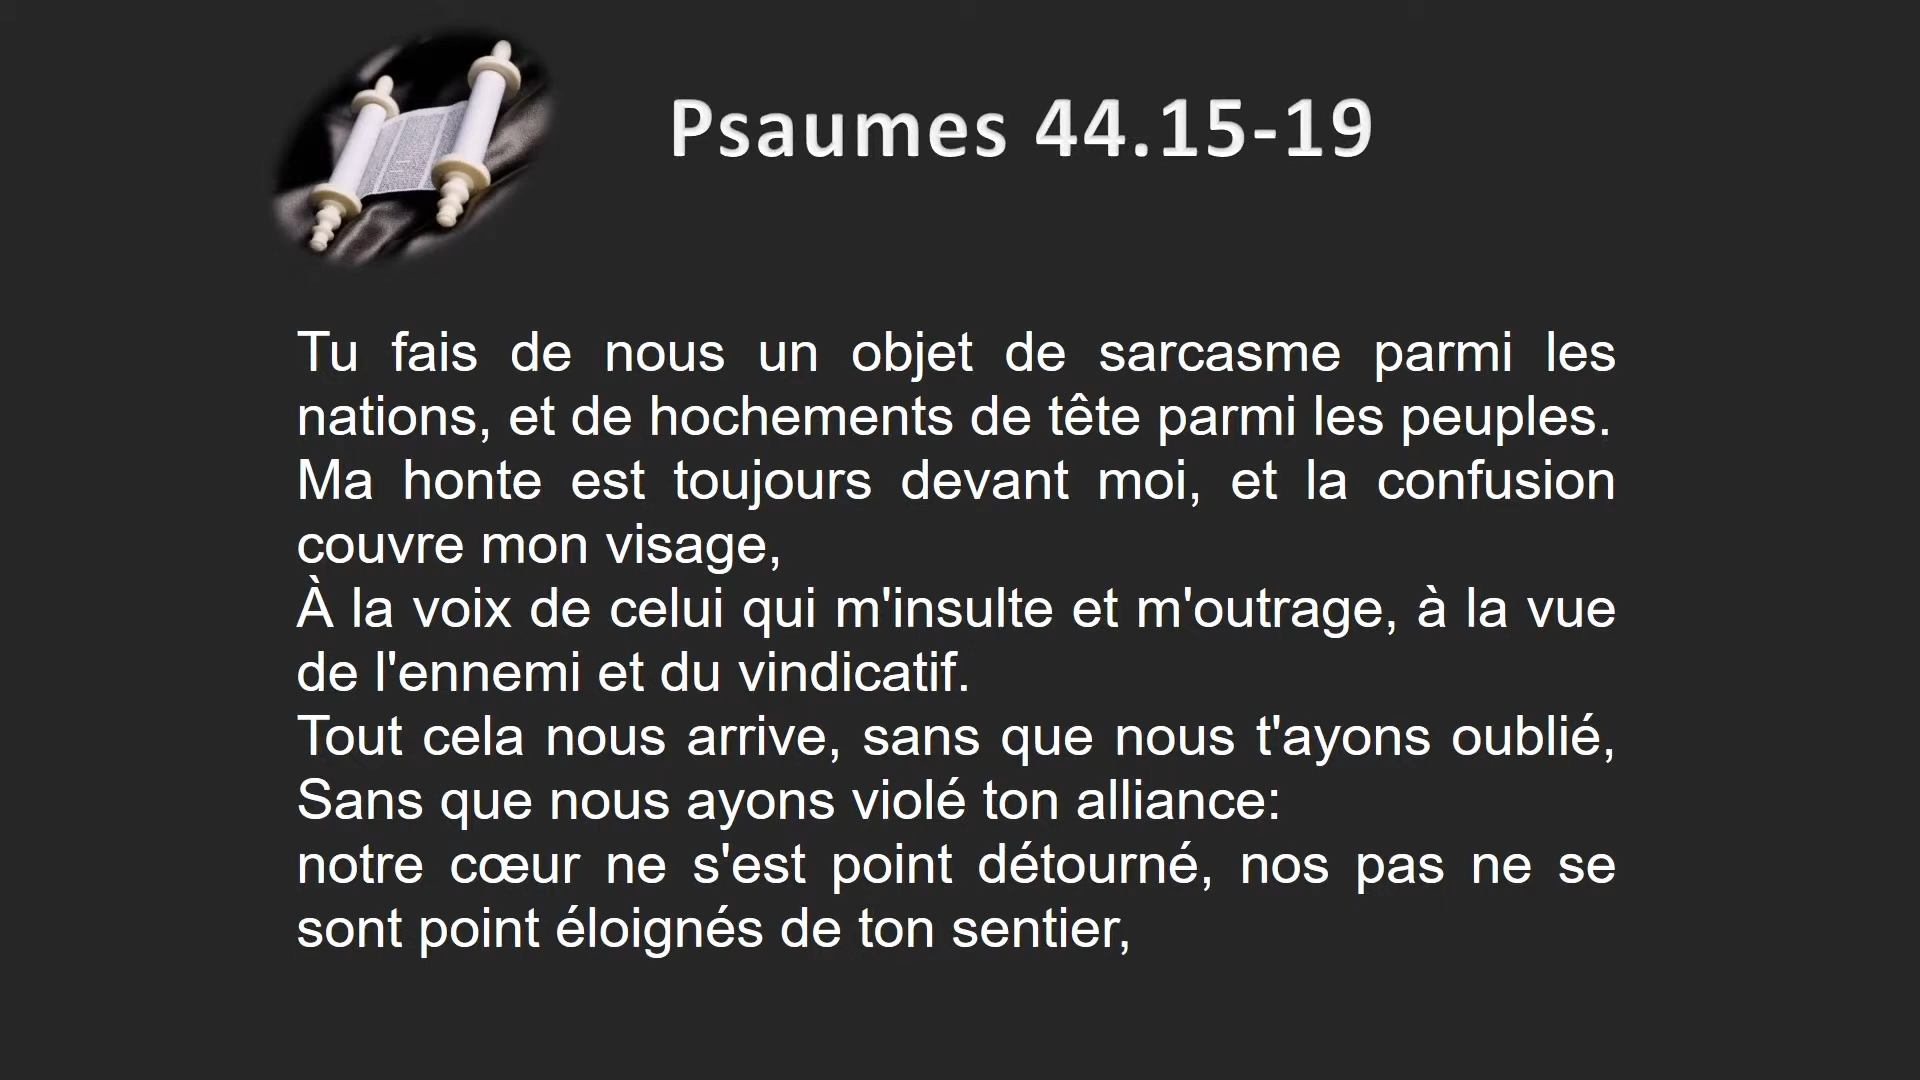 Psaumes 44.15-19
Tu fais de nous un objet de sarcasme parmi les
nations, et de hochements de tête parmi les peuples.
Ma honte est toujours devant moi, et la confusion
couvre mon visage,
À la voix de celui qui m'insulte et m'outrage, à la vue
de l'ennemi et du vindicatif.
Tout cela nous arrive, sans que nous t'ayons oublié,
Sans que nous ayons violé ton alliance:
notre cœur ne s'est point détourné, nos pas ne se
sont point éloignés de ton sentier,